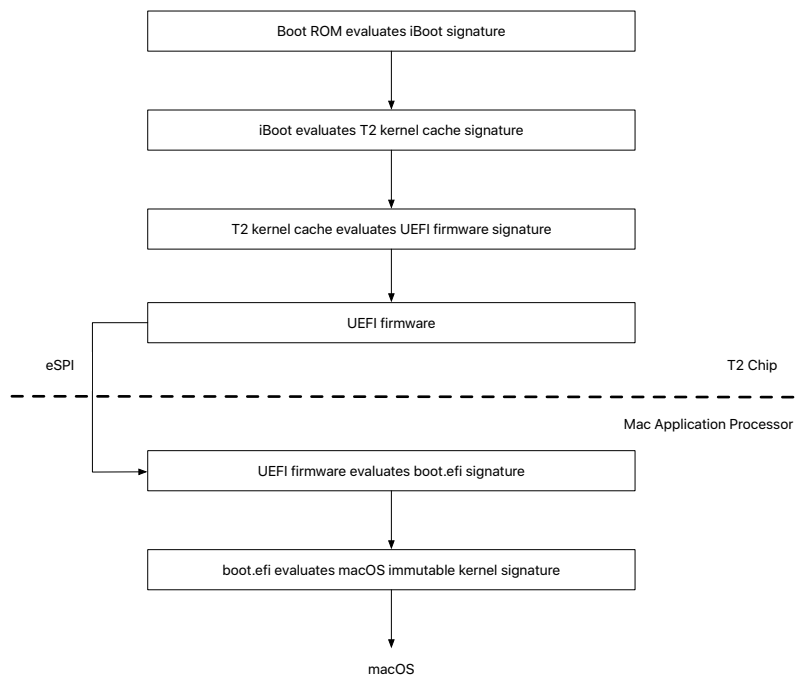 Boot ROM evaluates iBoot signature
iBoot evaluates T2 kernel cache signature
T2 kernel cache evaluates UEFI firmware signature
UEFI firmware
eSPI
T2 Chip
Mac Application Processor
UEFI firmware evaluates boot.efi signature
boot.efi evaluates macOS immutable kernel signature
macOS